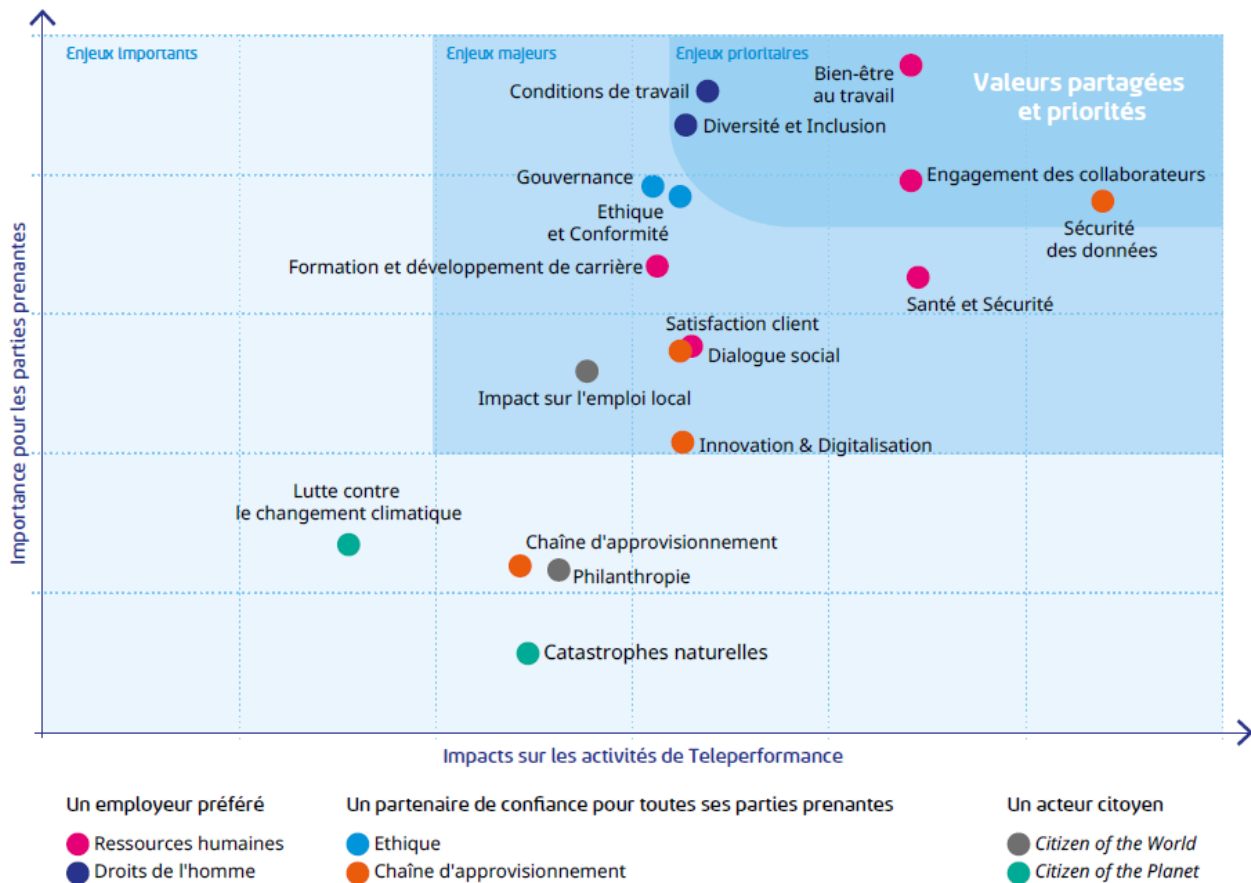 Enjeux importants
Enjeux majeurs
Enjeux prioritaires
Valeurs partagées
et priorités
Bien-être
au travail
Conditions de travail
Diversité et Inclusion
Gouvernance
Engagement des collaborateurs
Ethique
et Conformité
Sécurité
des données
Formation et développement de carrière
Santé et Sécurité
Satisfaction client
Dialogue social
Impact sur l'emploi local
Innovation & Digitalisation
Lutte contre
le changement climatique
Chaîne d'approvisionnement
Philanthropie
Catastrophes naturelles
Importance pour les parties prenantes
Impacts sur les activités de Teleperformance
Un employeur préféré
Ressources humaines
Droits de l'homme
Un partenaire de confiance pour toutes ses parties prenantes
Ethique
Chaîne d'approvisionnement
Un acteur citoyen
Citizen of the World
Citizen of the Planet